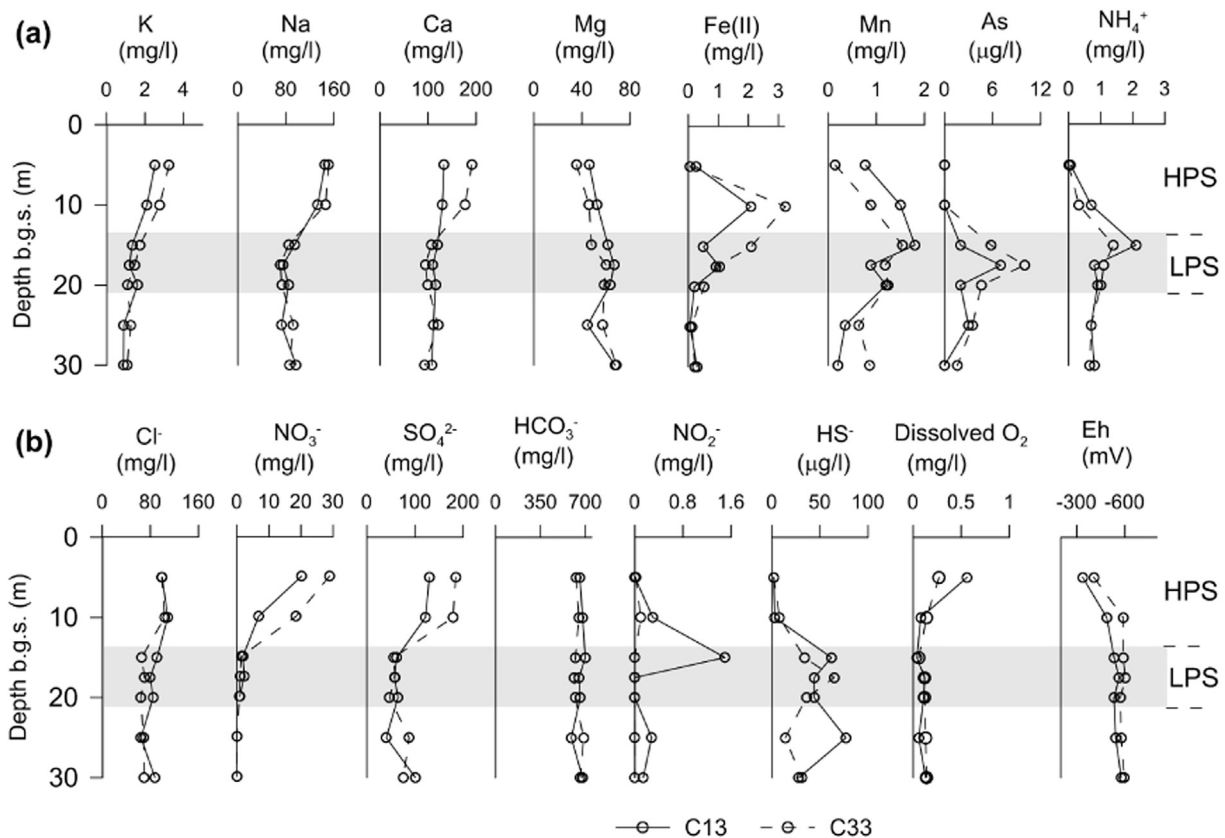 (a) K Na Ca Mg Fe(II) Mn As NH₄⁺
(mg/l) (mg/l) (mg/l) (mg/l) (mg/l) (mg/l) (μg/l) (mg/l)
0 2 4 0 80 160 0 100 200 0 40 80 0 1 2 3 0 1 2 0 6 12 0 1 2 3
0
10
20
30
Depth b.g.s. (m)
HPS
LPS
(b) Cl⁻ NO₃⁻ SO₄²⁻ HCO₃⁻ NO₂⁻ HS⁻ Dissolved O₂ Eh
(mg/l) (mg/l) (mg/l) (mg/l) (mg/l) (μg/l) (mg/l) (mV)
0 80 160 0 10 20 30 0 100 200 0 350 700 0 0.8 1.6 0 50 100 0 1 -300 -600
0
10
20
30
Depth b.g.s. (m)
HPS
LPS
C13 C33